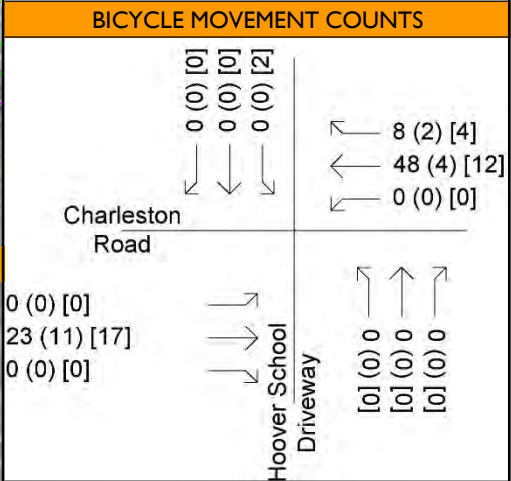 BICYCLE MOVEMENT COUNTS
0 (0) [0]
0 (0) [0]
0 (0) [2]
8 (2) [4]
48 (4) [12]
0 (0) [0]
Charleston
Road
0 (0) [0]
23 (11) [17]
0 (0) [0]
Hoover School
Driveway
[0] (0) 0
[0] (0) 0
[0] (0) 0